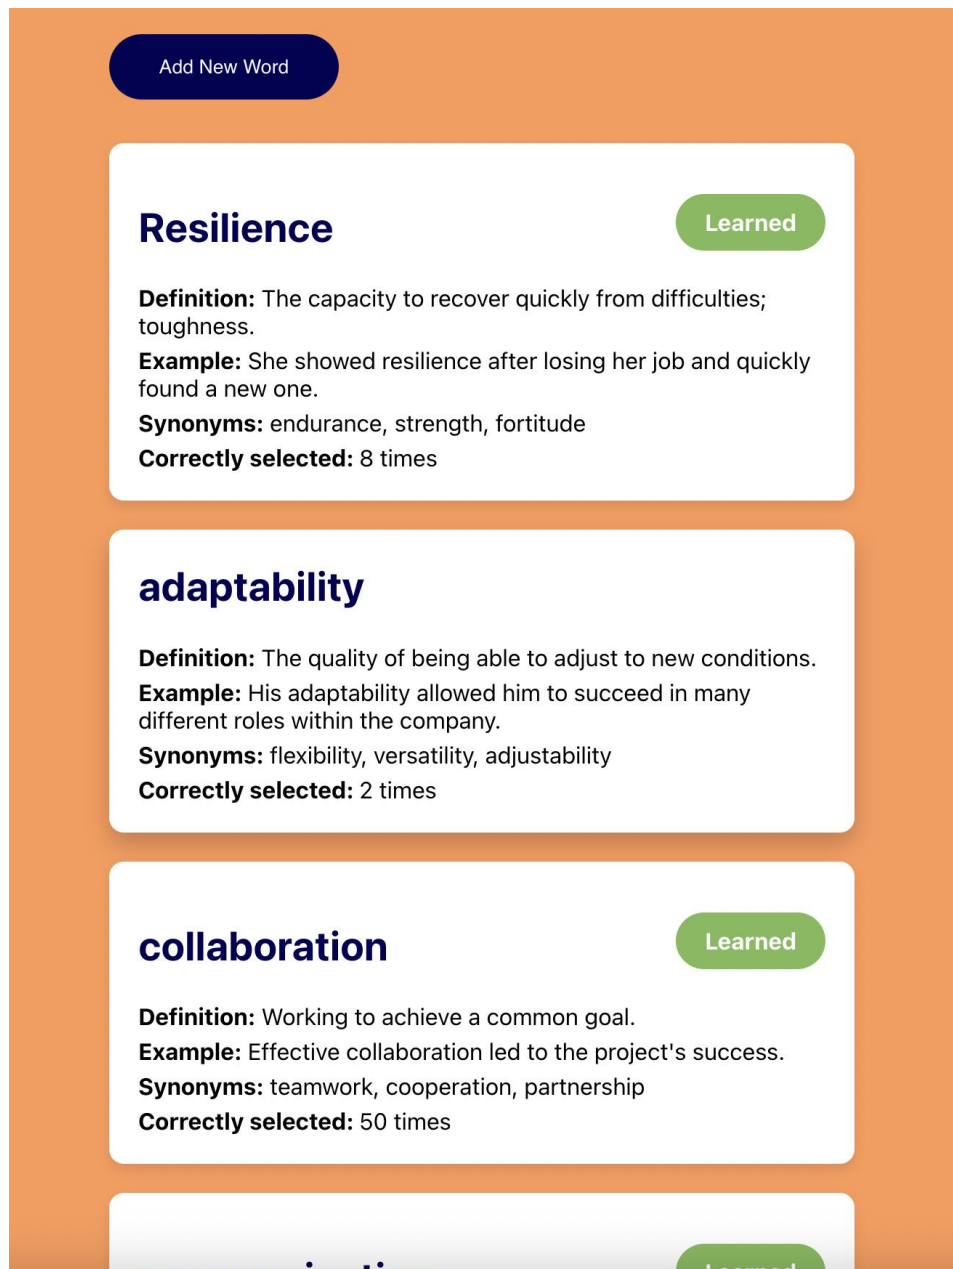 Add New Word
Resilience
Learned
Definition: The capacity to recover quickly from difficulties;
toughness.
Example: She showed resilience after losing her job and quickly
found a new one.
Synonyms: endurance, strength, fortitude
Correctly selected: 8 times
adaptability
Definition: The quality of being able to adjust to new conditions.
Example: His adaptability allowed him to succeed in many
different roles within the company.
Synonyms: flexibility, versatility, adjustability
Correctly selected: 2 times
collaboration
Learned
Definition: Working to achieve a common goal.
Example: Effective collaboration led to the project's success.
Synonyms: teamwork, cooperation, partnership
Correctly selected: 50 times
Learned